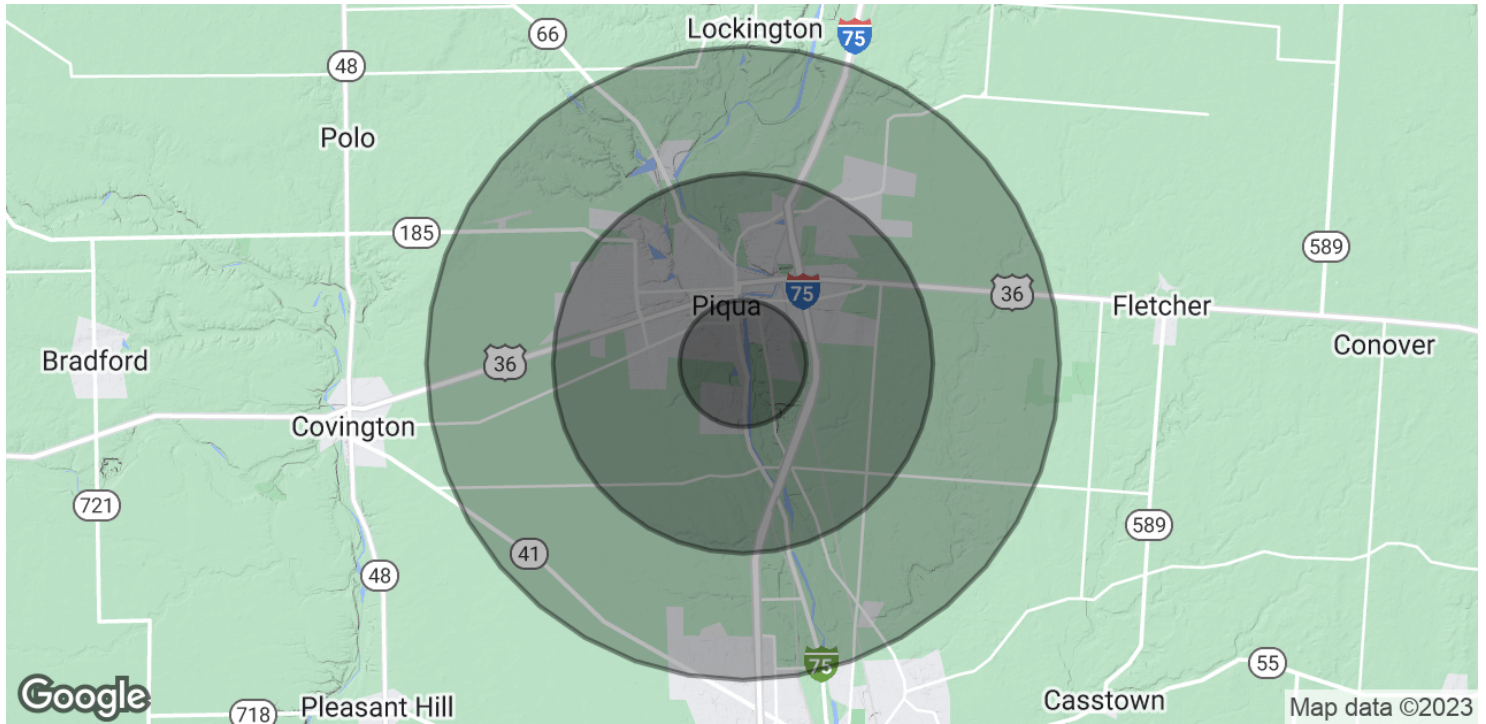 Lockington
66
75
48
Polo
185
589
36
75
Piqua
Fletcher
Conover
Bradford
36
Covington
721
589
41
48
75
55
Google
718
Pleasant Hill
Casstown
Map data ©2023